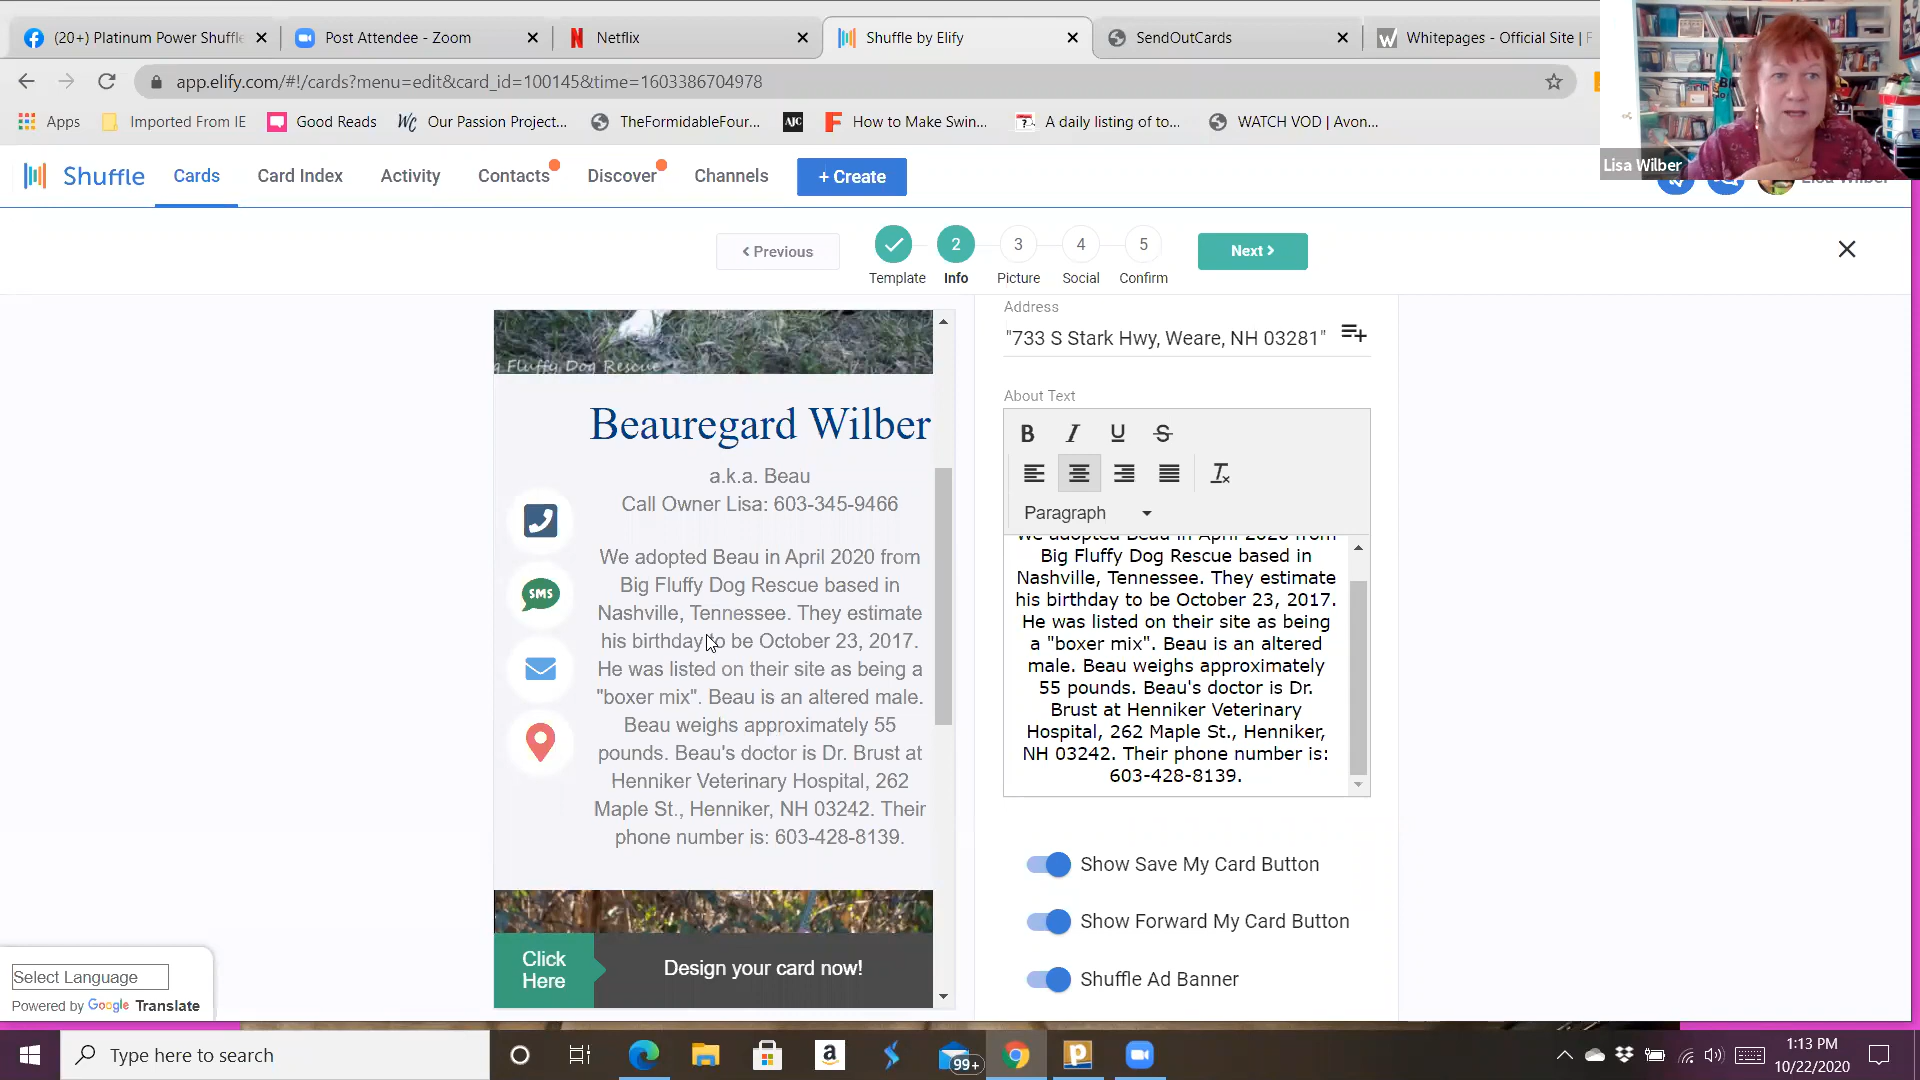 (20+) Platinum Power Shuffle
Post Attendee - Zoom
Netflix
Shuffle by Elify
SendOutCards
Whitepages - Official Site | F
app.elify.com/#!/cards?menu=edit&card_id=100145&time=1603386704978
Apps
Imported From IE
Good Reads
Our Passion Project...
TheFormidableFour...
AJC
How to Make Swin...
A daily listing of to...
WATCH VOD | Avon...
Lisa Wilber
Shuffle
Cards
Card Index
Activity
Contacts
Discover
Channels
+ Create
Lisa Wilber
Previous
2
3
4
5
Template
Info
Picture
Social
Confirm
Next
g Fluffy Dog Rescue
Beauregard Wilber
a.k.a. Beau
Call Owner Lisa: 603-345-9466
We adopted Beau in April 2020 from
Big Fluffy Dog Rescue based in
Nashville, Tennessee. They estimate
his birthday to be October 23, 2017.
He was listed on their site as being a
"boxer mix". Beau is an altered male.
Beau weighs approximately 55
pounds. Beau's doctor is Dr. Brust at
Henniker Veterinary Hospital, 262
Maple St., Henniker, NH 03242. Their
phone number is: 603-428-8139.
SMS
Click
Here
Design your card now!
Address
"733 S Stark Hwy, Weare, NH 03281"
About Text
B I U S
Paragraph
We adopted Beau in April 2020 from
Big Fluffy Dog Rescue based in
Nashville, Tennessee. They estimate
his birthday to be October 23, 2017.
He was listed on their site as being
a "boxer mix". Beau is an altered
male. Beau weighs approximately
55 pounds. Beau's doctor is Dr.
Brust at Henniker Veterinary
Hospital, 262 Maple St., Henniker,
NH 03242. Their phone number is:
603-428-8139.
Show Save My Card Button
Show Forward My Card Button
Shuffle Ad Banner
Select Language
Powered by Google Translate
Type here to search
99+
1:13 PM
10/22/2020